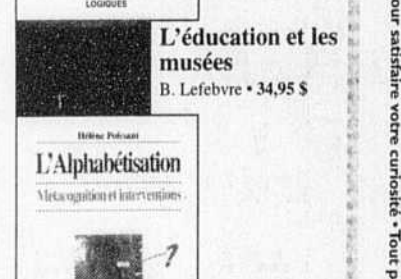 LOGIQUES
L'éducation et les
musées
B. Lefebvre • 34,95 $
Hélène Poissant
L'Alphabétisation
Métacognition et interventions
?
our satisfaire votre curiosité • Tout p